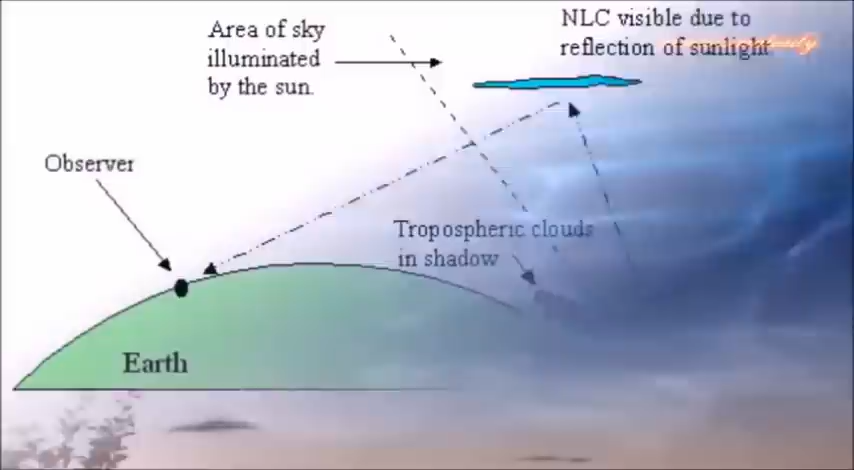 Area of sky
illuminated
by the sun.
NLC visible due to
reflection of sunlight
Observer
Tropospheric clouds
in shadow
Earth